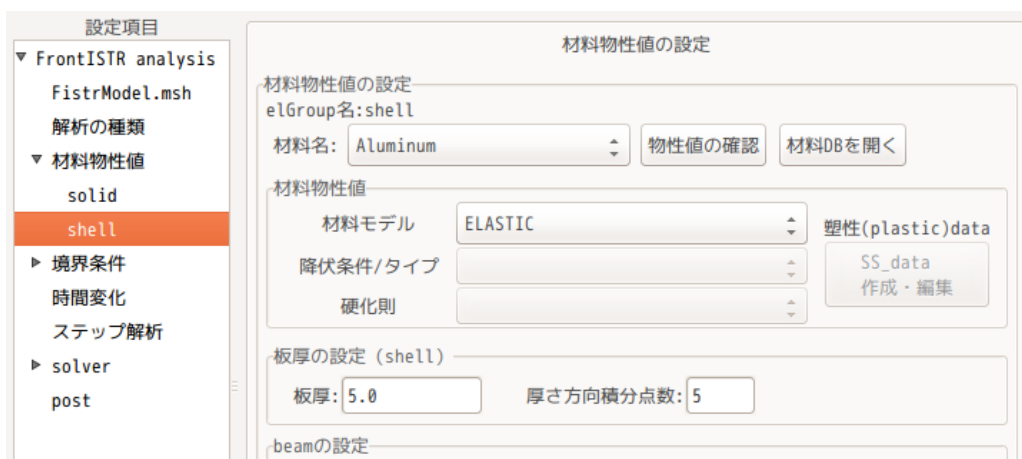 設定項目
▼ FrontISTR analysis
FistrModel.msh
解析の種類
▼ 材料物性値
solid
shell
▶ 境界条件
時間変化
ステップ解析
▶ solver
post
材料物性値の設定
材料物性値の設定
elGroup名:shell
材料名: Aluminum 物性値の確認 材料DBを開く
材料物性値
材料モデル ELASTIC 塑性(plastic)data
降伏条件/タイプ SS_data
作成・編集
硬化則
板厚の設定 (shell)
板厚: 5.0 厚さ方向積分点数: 5
beamの設定